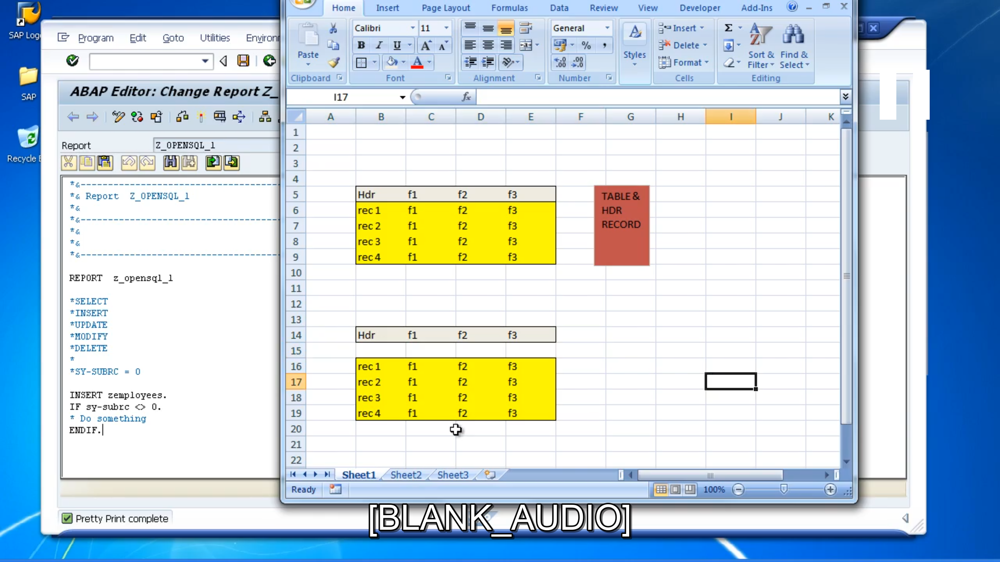 SAP Log
SAP
Recycle B
Program Edit Goto Utilities Environ
ABAP Editor: Change Report Z_
Report Z_OPENSQL_1
*&---------------------------------------
*& Report  Z_OPENSQL_1
*&
*&---------------------------------------
*&
*&
*&---------------------------------------
REPORT  z_opensql_1
*SELECT
*INSERT
*UPDATE
*MODIFY
*DELETE
*
*SY-SUBRC = 0
INSERT zemployees.
IF sy-subrc <> 0.
* Do something
ENDIF.
Pretty Print complete
Home Insert Page Layout Formulas Data Review View Developer Add-Ins
Calibri 11 General Insert
B I U A A % , Delete
Paste Styles Sort & Filter Find & Select
A Format
Clipboard Font Alignment Number Cells Editing
I17 fx
A B C D E F G H I J K
1
2
3
4
5 Hdr f1 f2 f3
6 rec 1 f1 f2 f3
7 rec 2 f1 f2 f3
8 rec 3 f1 f2 f3
9 rec 4 f1 f2 f3
TABLE &
HDR
RECORD
10
11
12
13
14 Hdr f1 f2 f3
15
16 rec 1 f1 f2 f3
17 rec 2 f1 f2 f3
18 rec 3 f1 f2 f3
19 rec 4 f1 f2 f3
20
21
22
Sheet1 Sheet2 Sheet3
Ready 100%
[BLANK_AUDIO]